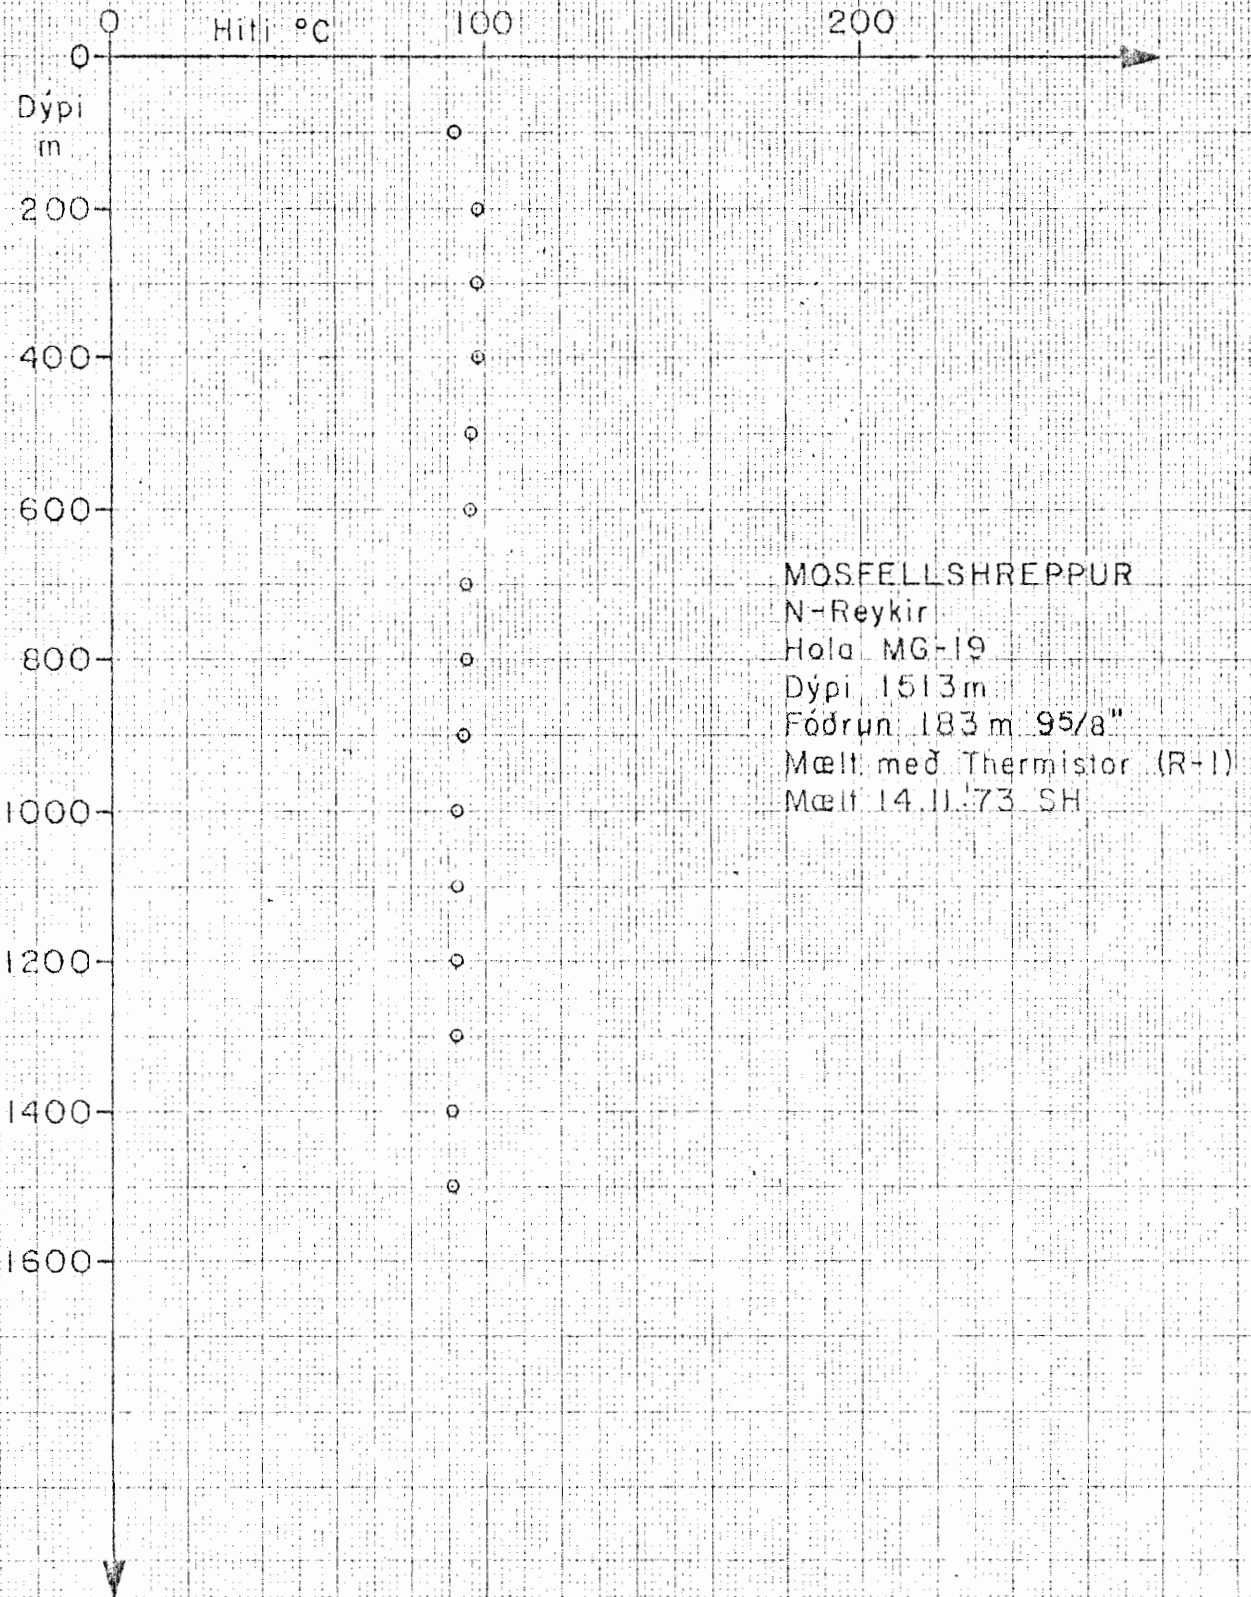 0 Hiti °C 100 200
0
Dýpi
m
200
400
600
800
1000
1200
1400
1600
MOSFELLSHREPPUR
N-Reykir
Hola MG-19
Dýpi 1513m
Fóðrun 183 m 95/8"
Mælt með Thermistor (R-1)
Mælt 14.11.'73 SH